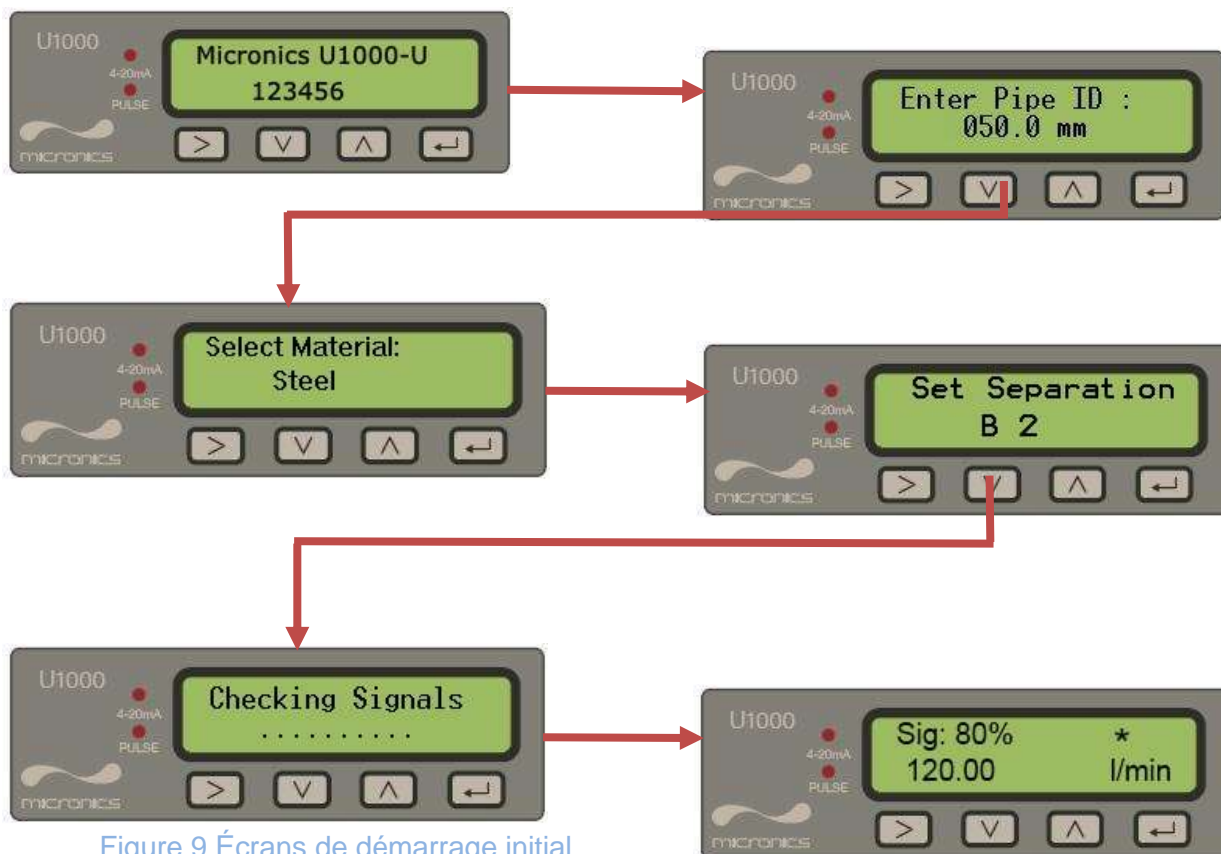 U1000
4-20mA
PULSE
micronics
Micronics U1000-U
123456
U1000
4-20mA
PULSE
micronics
Enter Pipe ID :
050.0 mm
U1000
4-20mA
PULSE
micronics
Select Material:
Steel
U1000
4-20mA
PULSE
micronics
Set Separation
B 2
U1000
4-20mA
PULSE
micronics
Checking Signals
..........
U1000
4-20mA
PULSE
micronics
Sig: 80% *
120.00 l/min
Figure 9 Écrans de démarrage initial